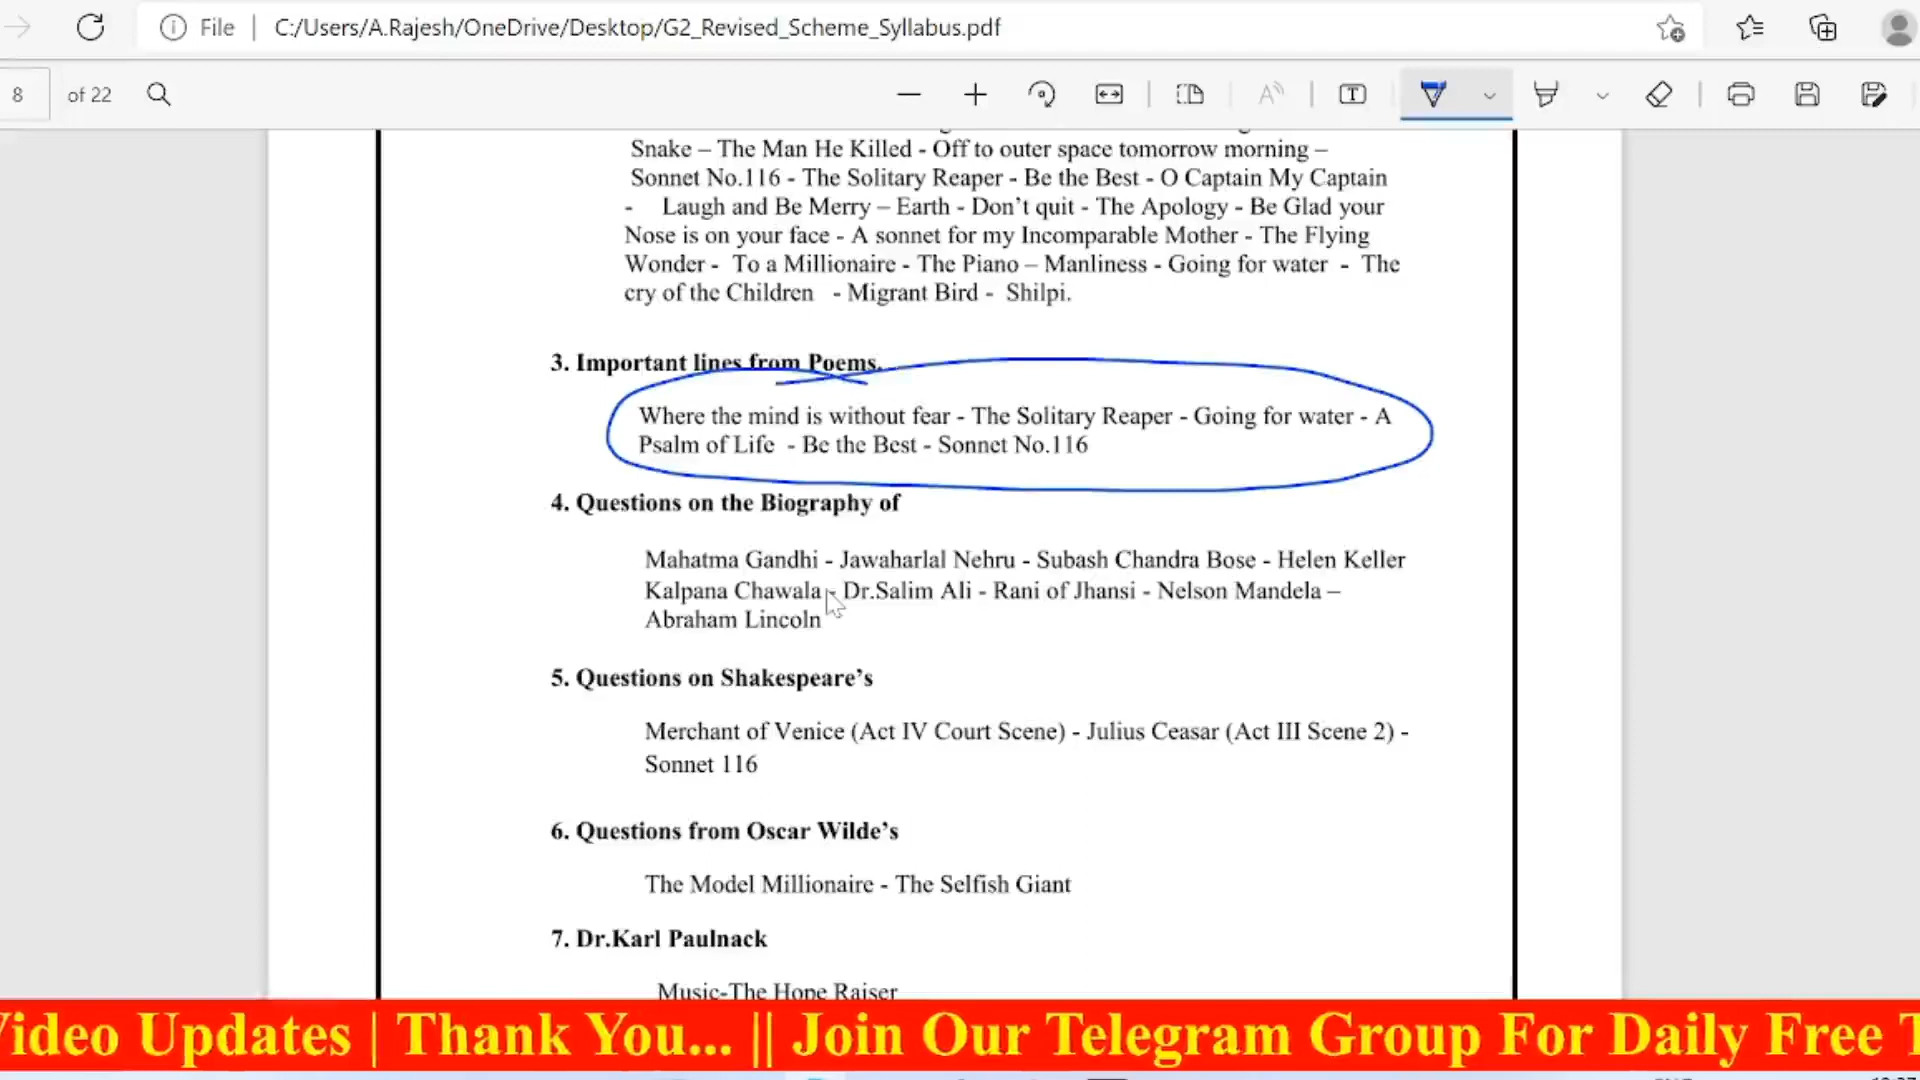 File
C:/Users/A.Rajesh/OneDrive/Desktop/G2_Revised_Scheme_Syllabus.pdf
8 of 22
Snake – The Man He Killed - Off to outer space tomorrow morning –
Sonnet No.116 - The Solitary Reaper - Be the Best - O Captain My Captain
- Laugh and Be Merry – Earth - Don't quit - The Apology - Be Glad your
Nose is on your face - A sonnet for my Incomparable Mother - The Flying
Wonder - To a Millionaire - The Piano – Manliness - Going for water - The
cry of the Children - Migrant Bird - Shilpi.
3. Important lines from Poems.
Where the mind is without fear - The Solitary Reaper - Going for water - A
Psalm of Life - Be the Best - Sonnet No.116
4. Questions on the Biography of
Mahatma Gandhi - Jawaharlal Nehru - Subash Chandra Bose - Helen Keller
Kalpana Chawala - Dr.Salim Ali - Rani of Jhansi - Nelson Mandela –
Abraham Lincoln
5. Questions on Shakespeare's
Merchant of Venice (Act IV Court Scene) - Julius Ceasar (Act III Scene 2) -
Sonnet 116
6. Questions from Oscar Wilde's
The Model Millionaire - The Selfish Giant
7. Dr.Karl Paulnack
Music-The Hope Raiser
Video Updates | Thank You... || Join Our Telegram Group For Daily Free T